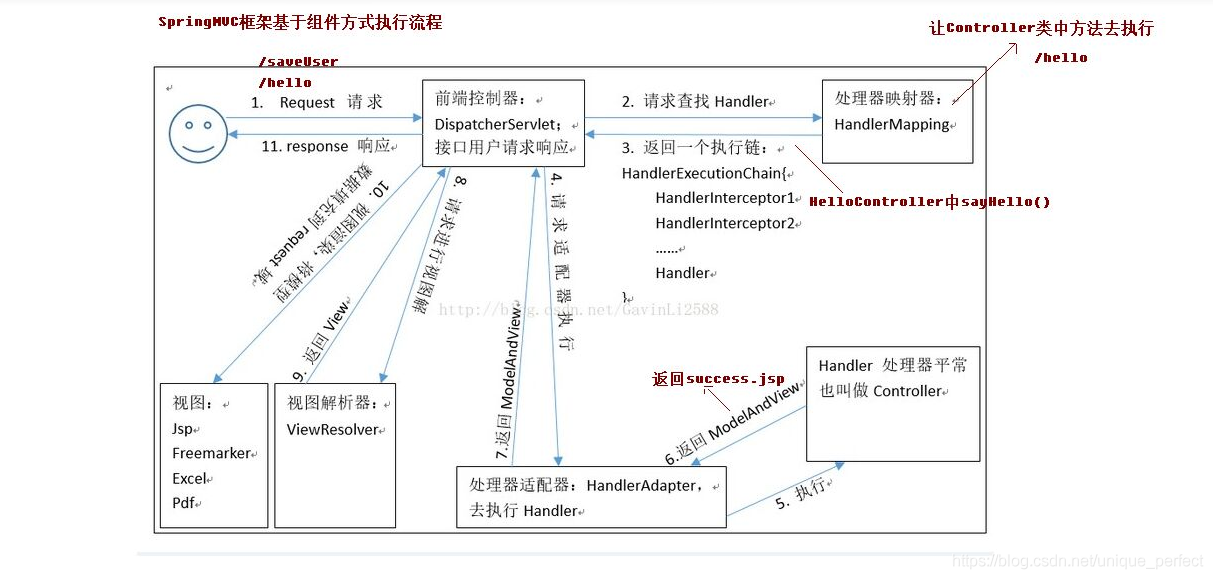 SpringMVC框架基于组件方式执行流程
让Controller类中方法去执行
/hello
/saveUser
/hello
1. Request 请求
11. response 响应
前端控制器：
DispatcherServlet；
接口用户请求响应
2. 请求查找 Handler
处理器映射器：
HandlerMapping
3. 返回一个执行链：
HandlerExecutionChain{
HandlerInterceptor1
HandlerInterceptor2
……
Handler
}
HelloController中sayHello()
10. 视图渲染，将模型
数据填充到 request 域
9. 返回 View
8. 请求进行视图解
7.返回 ModelAndView
4. 请求适配器执行
http://blog.csdn.net/GavinLi2588
返回success.jsp
6.返回 ModelAndView
Handler 处理器平常
也叫做 Controller
5. 执行
视图：
Jsp
Freemarker
Excel
Pdf
视图解析器：
ViewResolver
处理器适配器：HandlerAdapter，
去执行 Handler
https://blog.csdn.net/unique_perfect